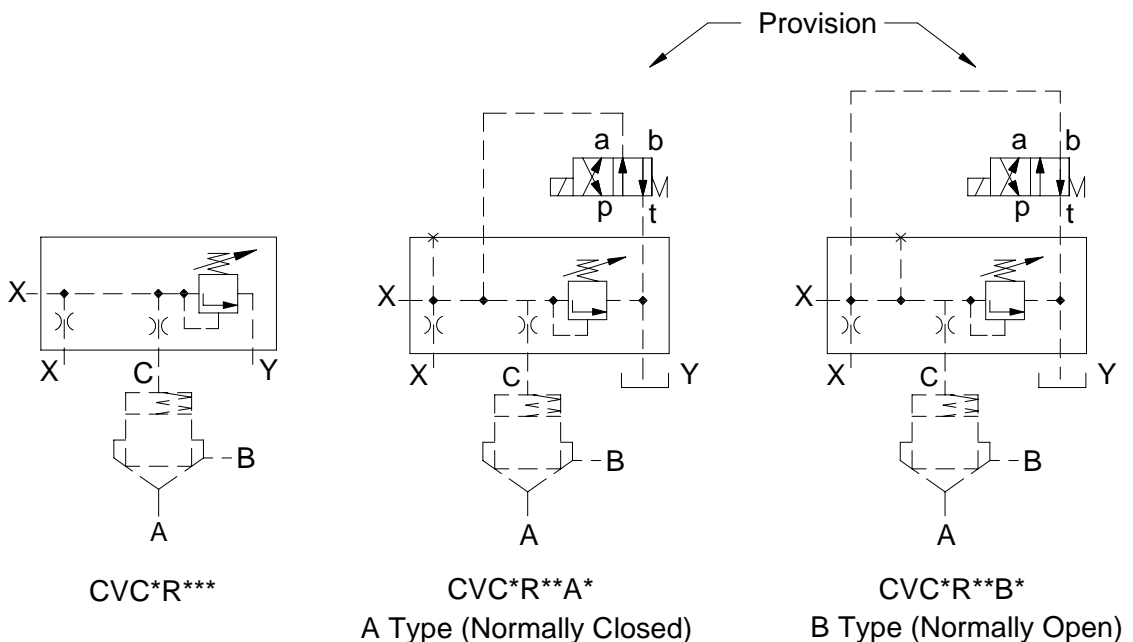 Provision
a b
p t
a b
p t
X
X C Y
B
A
X
X C Y
B
A
X
X C Y
B
A
CVC*R***
CVC*R**A*
A Type (Normally Closed)
CVC*R**B*
B Type (Normally Open)